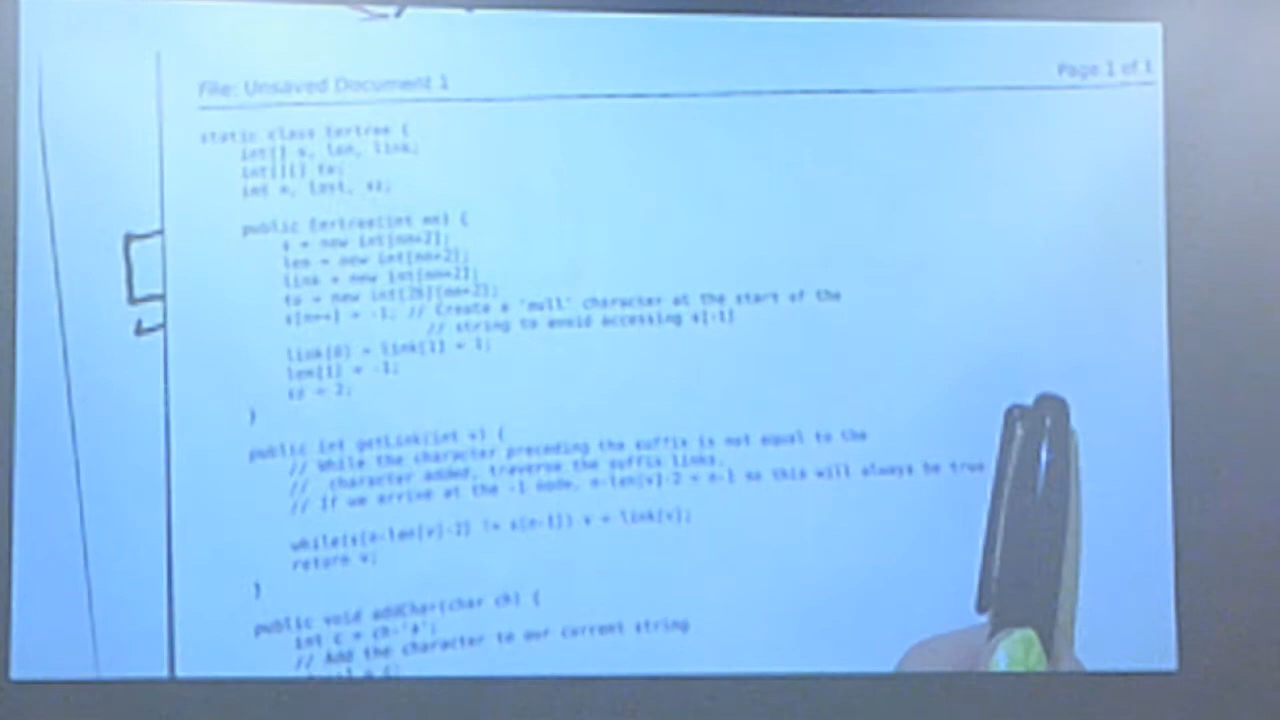 File: Unsaved Document 1
Page 1 of 1
static class Eertree {
int[] s, len, link;
int[][] to;
int n, last, sz;
public Eertree(int nn) {
s = new int[nn+2];
len = new int[nn+2];
link = new int[nn+2];
to = new int[26][nn+2];
s[n++] = -1; // Create a 'null' character at the start of the
// string to avoid accessing s[-1]
link[0] = link[1] = 1;
len[1] = -1;
sz = 2;
}
public int getLink(int v) {
// While the character preceding the suffix is not equal to the
// character added, traverse the suffix links.
// If we arrive at the -1 node, n-len[v]-2 = n-1 so this will always be true
while(s[n-len[v]-2] != s[n-1]) v = link[v];
return v;
}
public void addChar(char ch) {
int c = ch-'a';
// Add the character to our current string